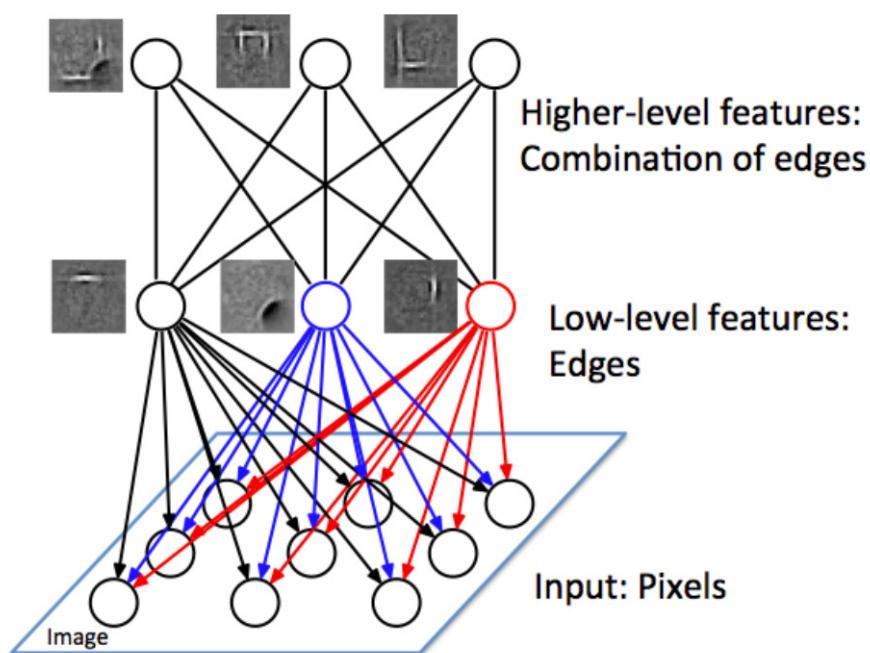 Higher-level features:
Combination of edges
Low-level features:
Edges
Input: Pixels
Image